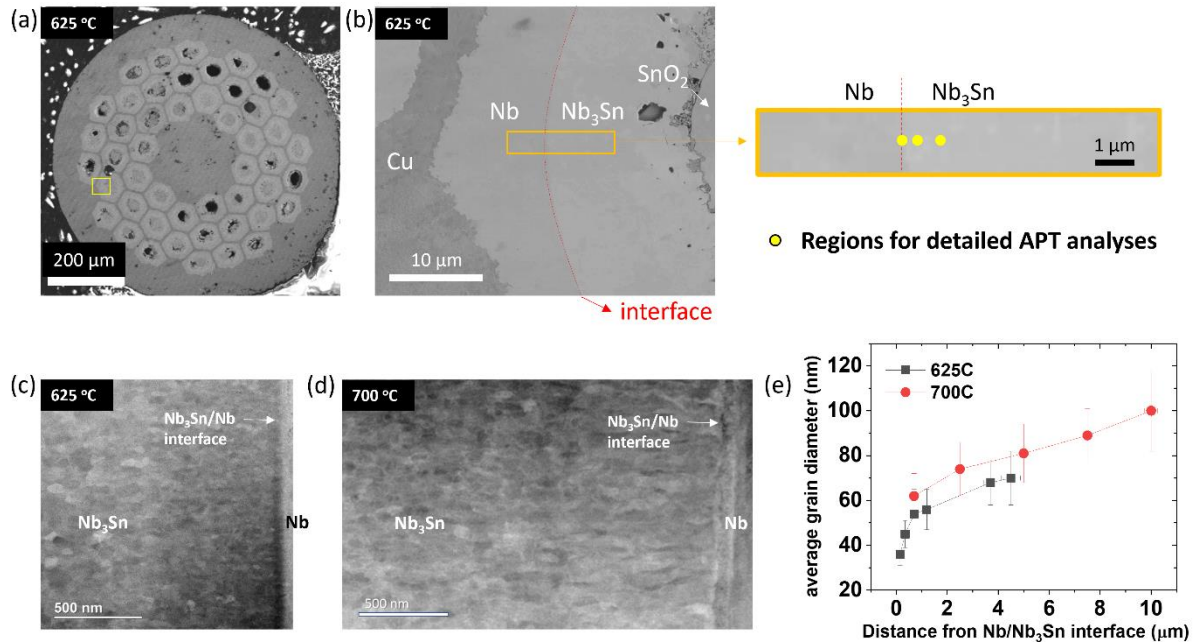 (a)
625 °C
200 μm
(b)
625 °C
Cu
Nb
Nb₃Sn
SnO₂
10 μm
interface
Nb
Nb₃Sn
1 μm
Regions for detailed APT analyses
(c)
625 °C
Nb₃Sn/Nb
interface
Nb₃Sn
Nb
500 nm
(d)
700 °C
Nb₃Sn/Nb
interface
Nb₃Sn
Nb
500 nm
(e)
average grain diameter (nm)
120
100
80
60
40
20
625C
700C
0
2
4
6
8
10
Distance fron Nb/Nb₃Sn interface (μm)